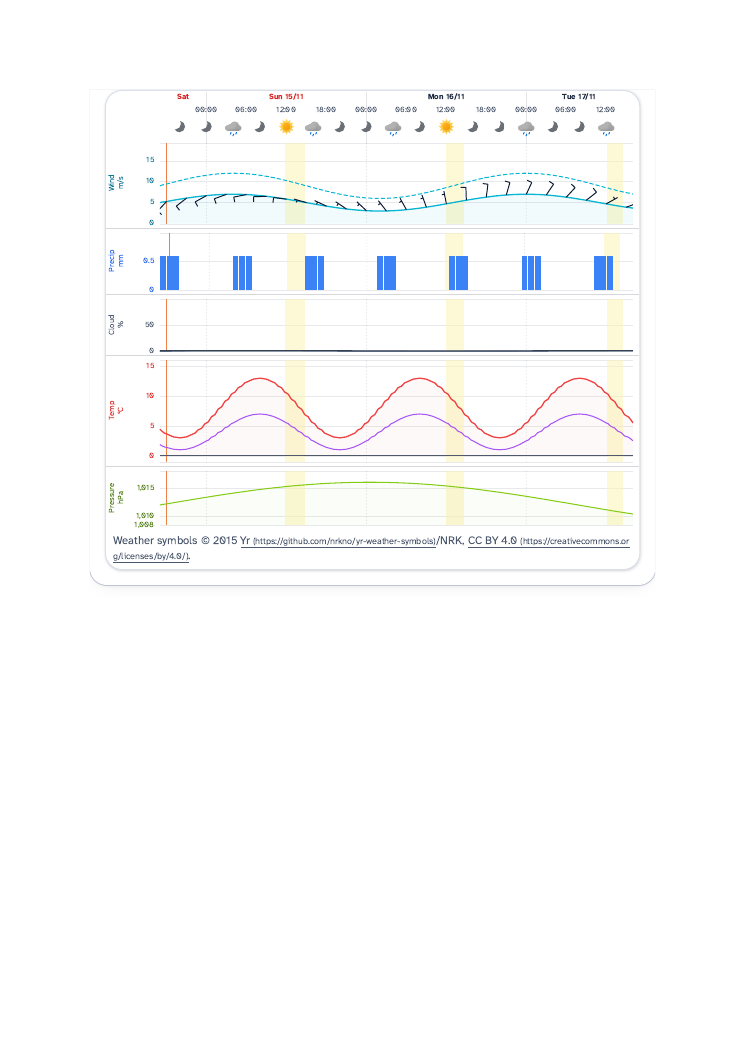 Sat Sun 15/11 Mon 16/11 Tue 17/11
00:00 06:00 12:00 18:00 00:00 06:00 12:00 18:00 00:00 06:00 12:00
Wind
m/s
15
10
5
0
Precip
mm
0.5
0
Cloud
%
50
0
Temp
℃
15
10
5
0
Pressure
hPa
1,015
1,010
1,008
Weather symbols © 2015 Yr (https://github.com/nrkno/yr-weather-symbols)/NRK, CC BY 4.0 (https://creativecommons.or
g/licenses/by/4.0/).